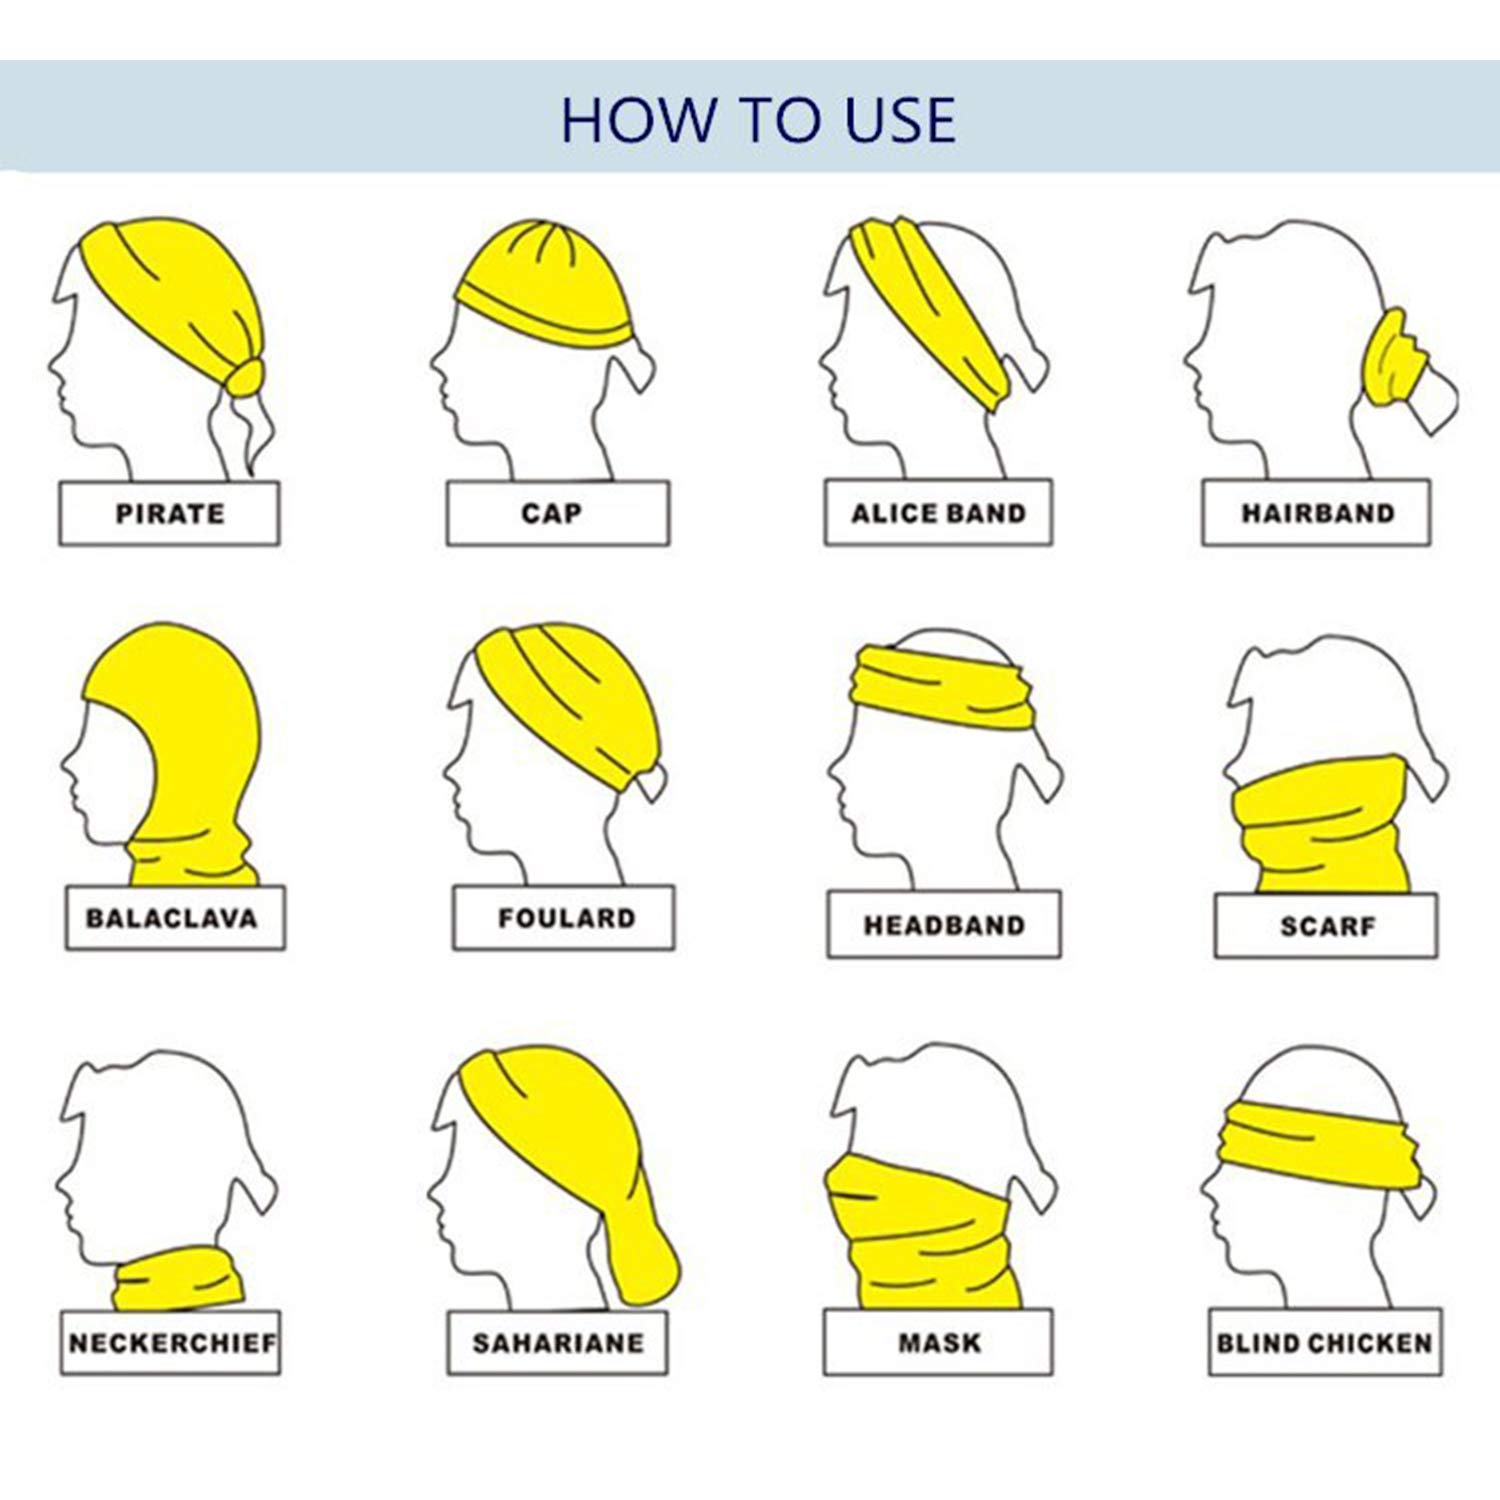 HOW TO USE
PIRATE
CAP
ALICE BAND
HAIRBAND
BALACLAVA
FOULARD
HEADBAND
SCARF
NECKERCHIEF
SAHARIANE
MASK
BLIND CHICKEN